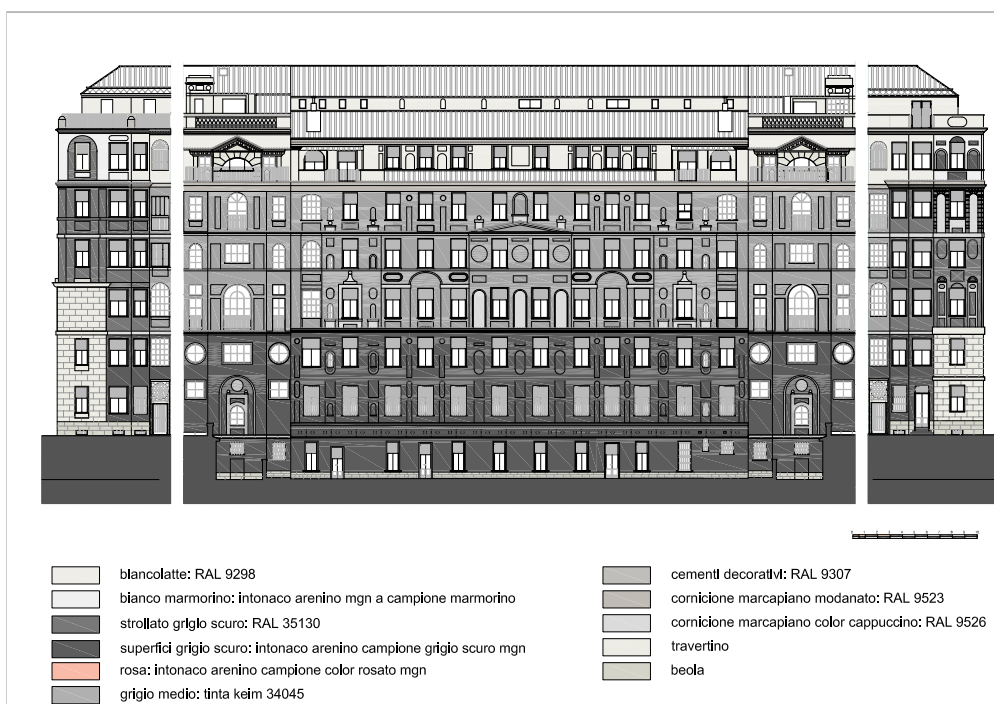 biancolatte: RAL 9298
bianco marmorino: intonaco arenino mgn a campione marmorino
strollato grigio scuro: RAL 35130
superfici grigio scuro: intonaco arenino campione grigio scuro mgn
rosa: intonaco arenino campione color rosato mgn
grigio medio: tinta keim 34045
cementi decorativi: RAL 9307
cornicione marcapiano modanato: RAL 9523
cornicione marcapiano color cappuccino: RAL 9526
travertino
beola